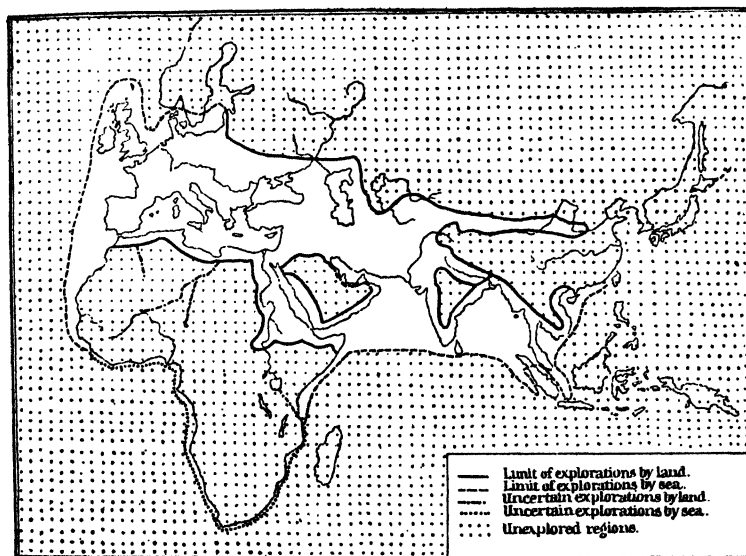 Limit of explorations by land.
Limit of explorations by sea.
Uncertain explorations by land.
Uncertain explorations by sea.
Unexplored regions.